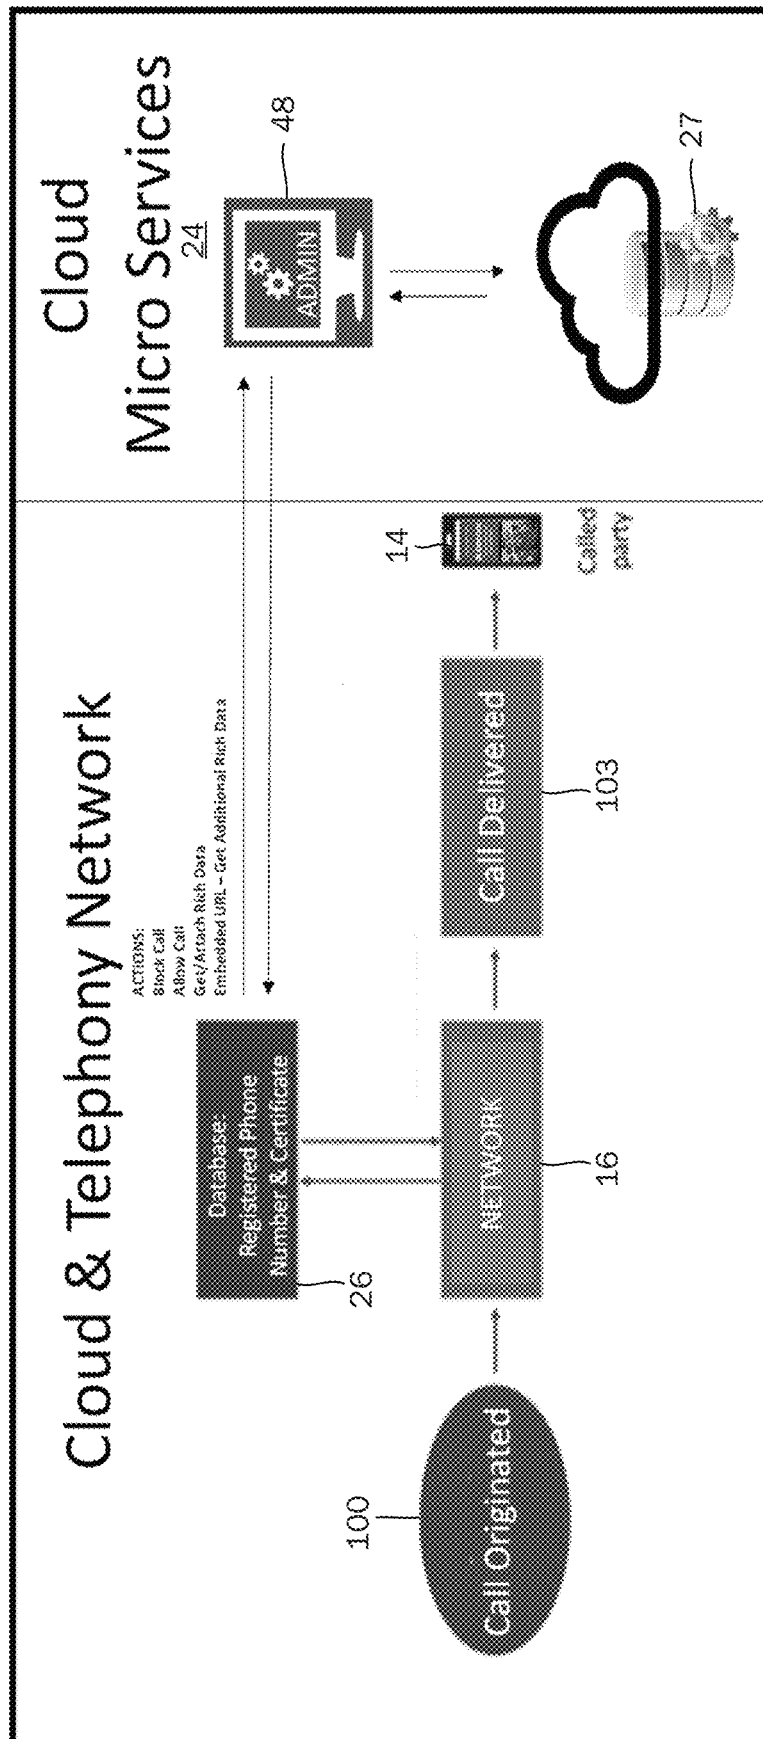 Cloud & Telephony Network
ACTIONS:
Block Call
Allow Call
Get/Attach Rich Data
Embedded URL – Get Additional Rich Data
Database:
Registered Phone
Number & Certificate
26
100
Call Originated
NETWORK
16
Call Delivered
103
14
Called
party
Cloud
Micro Services
24
ADMIN
48
27